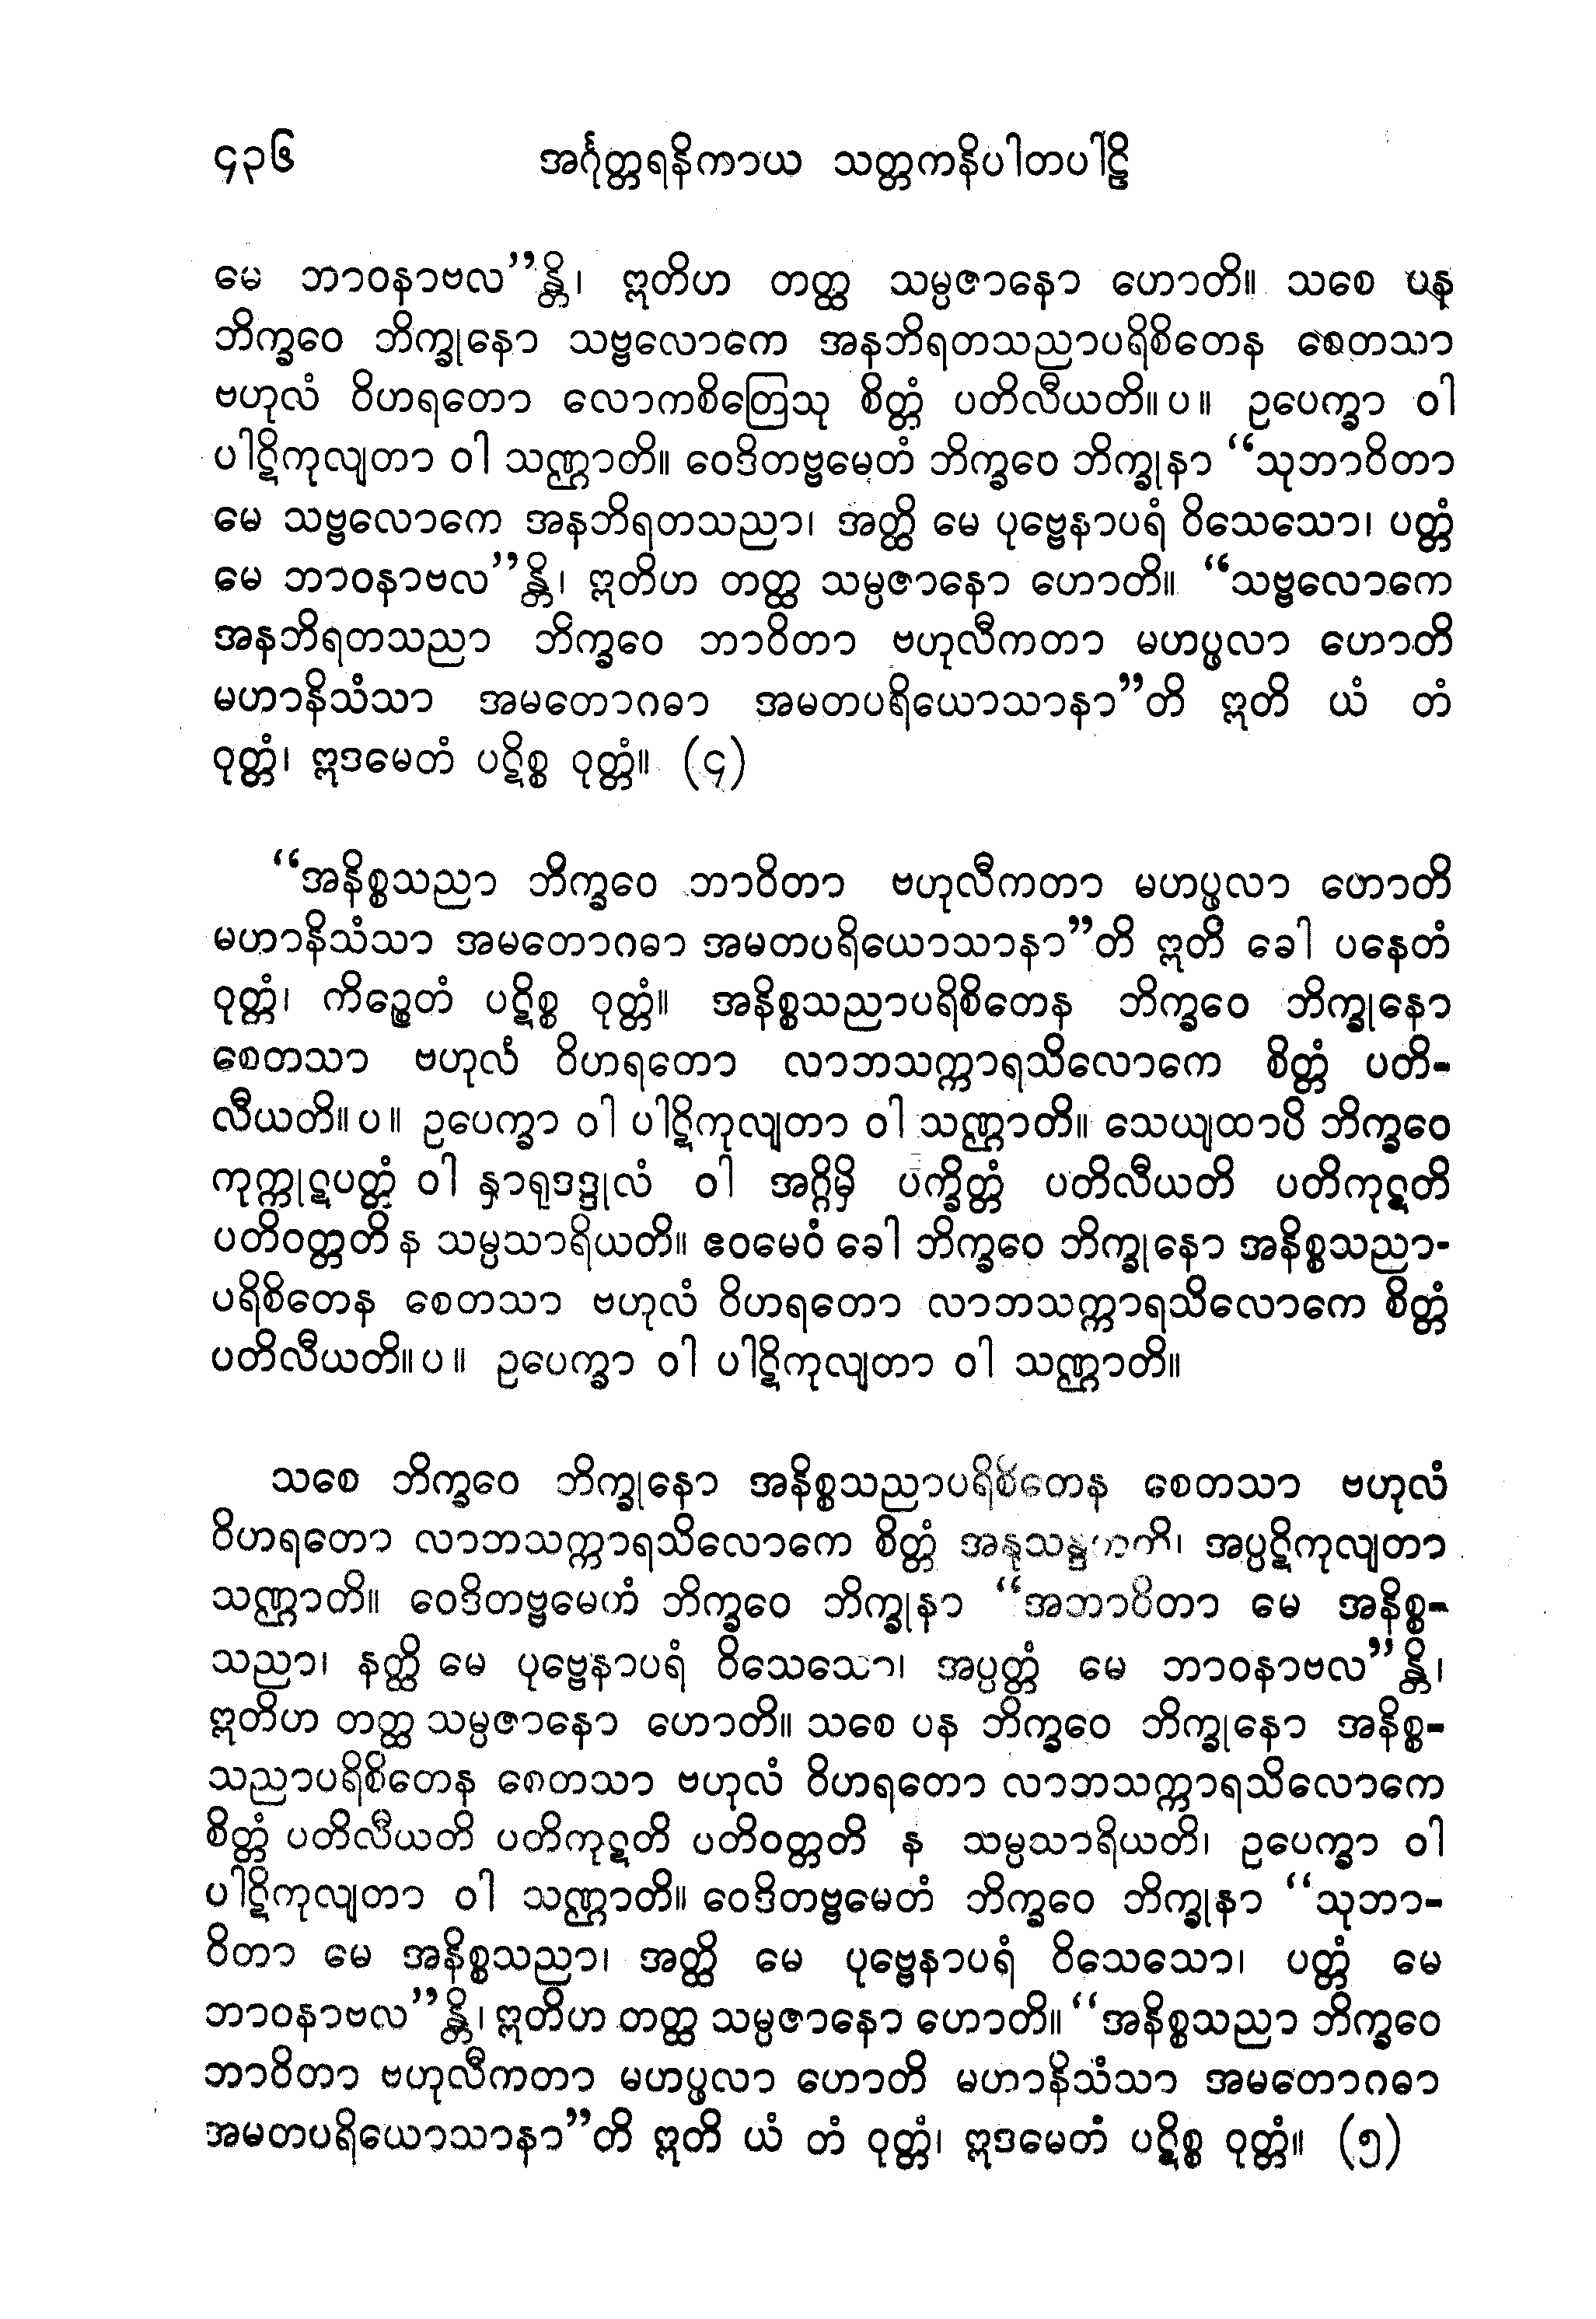 ၄၃၆ အင်္ဂုတ္တရနိကာယ သတ္တကနိပါတပါဠိ
မေ ဘာဝနာဗလ”န္တိ၊ ဣတိဟ တတ္ထ သမ္ပဇာနော ဟောတိ။ သစေ ပန
ဘိက္ခဝေ ဘိက္ခုနော သဗ္ဗလောကေ အနဘိရတသညာပရိစိတေန စေတသာ
ဗဟုလံ ဝိဟရတော လောကစိတြေသု စိတ္တံ ပတိလီယတိ။ပ။ ဥပေက္ခာ ဝါ
ပါဋိကုလျတာ ဝါ သဏ္ဌာတိ။ ဝေဒိတဗ္ဗမေတံ ဘိက္ခဝေ ဘိက္ခုနာ “သုဘာဝိတာ
မေ သဗ္ဗလောကေ အနဘိရတသညာ၊ အတ္ထိ မေ ပုဗ္ဗေနာပရံ ဝိသေသော၊ ပတ္တံ
မေ ဘာဝနာဗလ”န္တိ၊ ဣတိဟ တတ္ထ သမ္ပဇာနော ဟောတိ။ “သဗ္ဗလောကေ
အနဘိရတသညာ ဘိက္ခဝေ ဘာဝိတာ ဗဟုလီကတာ မဟပ္ဖလာ ဟောတိ
မဟာနိသံသာ အမတောဂဓာ အမတပရိယောသာနာ”တိ ဣတိ ယံ တံ
ဝုတ္တံ၊ ဣဒမေတံ ပဋိစ္စ ဝုတ္တံ။ (၄)
“အနိစ္စသညာ ဘိက္ခဝေ ဘာဝိတာ ဗဟုလီကတာ မဟပ္ဖလာ ဟောတိ
မဟာနိသံသာ အမတောဂဓာ အမတပရိယောသာနာ”တိ ဣတိ ခေါ ပနေတံ
ဝုတ္တံ၊ ကိဉ္စေတံ ပဋိစ္စ ဝုတ္တံ။ အနိစ္စသညာပရိစိတေန ဘိက္ခဝေ ဘိက္ခုနော
စေတသာ ဗဟုလံ ဝိဟရတော လာဘသက္ကာရသိလောကေ စိတ္တံ ပတိ-
လီယတိ။ပ။ ဥပေက္ခာ ဝါ ပါဋိကုလျတာ ဝါ သဏ္ဌာတိ။ သေယျထာပိ ဘိက္ခဝေ
ကုက္ကုဋပတ္တံ ဝါ နှာရုဒဒ္ဒုလံ ဝါ အဂ္ဂိမှိ ပက္ခိတ္တံ ပတိလီယတိ ပတိကုဋတိ
ပတိဝတ္တတိ န သမ္ပသာရိယတိ။ ဧဝမေဝံ ခေါ ဘိက္ခဝေ ဘိက္ခုနော အနိစ္စသညာ-
ပရိစိတေန စေတသာ ဗဟုလံ ဝိဟရတော လာဘသက္ကာရသိလောကေ စိတ္တံ
ပတိလီယတိ။ပ။ ဥပေက္ခာ ဝါ ပါဋိကုလျတာ ဝါ သဏ္ဌာတိ။
သစေ ဘိက္ခဝေ ဘိက္ခုနော အနိစ္စသညာပရိစိတေန စေတသာ ဗဟုလံ
ဝိဟရတော လာဘသက္ကာရသိလောကေ စိတ္တံ အနုသန္ဒဟတိ၊ အပ္ပဋိကုလျတာ
သဏ္ဌာတိ။ ဝေဒိတဗ္ဗမေတံ ဘိက္ခဝေ ဘိက္ခုနာ “အဘာဝိတာ မေ အနိစ္စ-
သညာ၊ နတ္ထိ မေ ပုဗ္ဗေနာပရံ ဝိသေသော၊ အပ္ပတ္တံ မေ ဘာဝနာဗလ”န္တိ၊
ဣတိဟ တတ္ထ သမ္ပဇာနော ဟောတိ။ သစေ ပန ဘိက္ခဝေ ဘိက္ခုနော အနိစ္စ-
သညာပရိစိတေန စေတသာ ဗဟုလံ ဝိဟရတော လာဘသက္ကာရသိလောကေ
စိတ္တံ ပတိလီယတိ ပတိကုဋတိ ပတိဝတ္တတိ န သမ္ပသာရိယတိ၊ ဥပေက္ခာ ဝါ
ပါဋိကုလျတာ ဝါ သဏ္ဌာတိ။ ဝေဒိတဗ္ဗမေတံ ဘိက္ခဝေ ဘိက္ခုနာ “သုဘာ-
ဝိတာ မေ အနိစ္စသညာ၊ အတ္ထိ မေ ပုဗ္ဗေနာပရံ ဝိသေသော၊ ပတ္တံ မေ
ဘာဝနာဗလ”န္တိ၊ ဣတိဟ တတ္ထ သမ္ပဇာနော ဟောတိ။ “အနိစ္စသညာ ဘိက္ခဝေ
ဘာဝိတာ ဗဟုလီကတာ မဟပ္ဖလာ ဟောတိ မဟာနိသံသာ အမတောဂဓာ
အမတပရိယောသာနာ”တိ ဣတိ ယံ တံ ဝုတ္တံ၊ ဣဒမေတံ ပဋိစ္စ ဝုတ္တံ။ (၅)